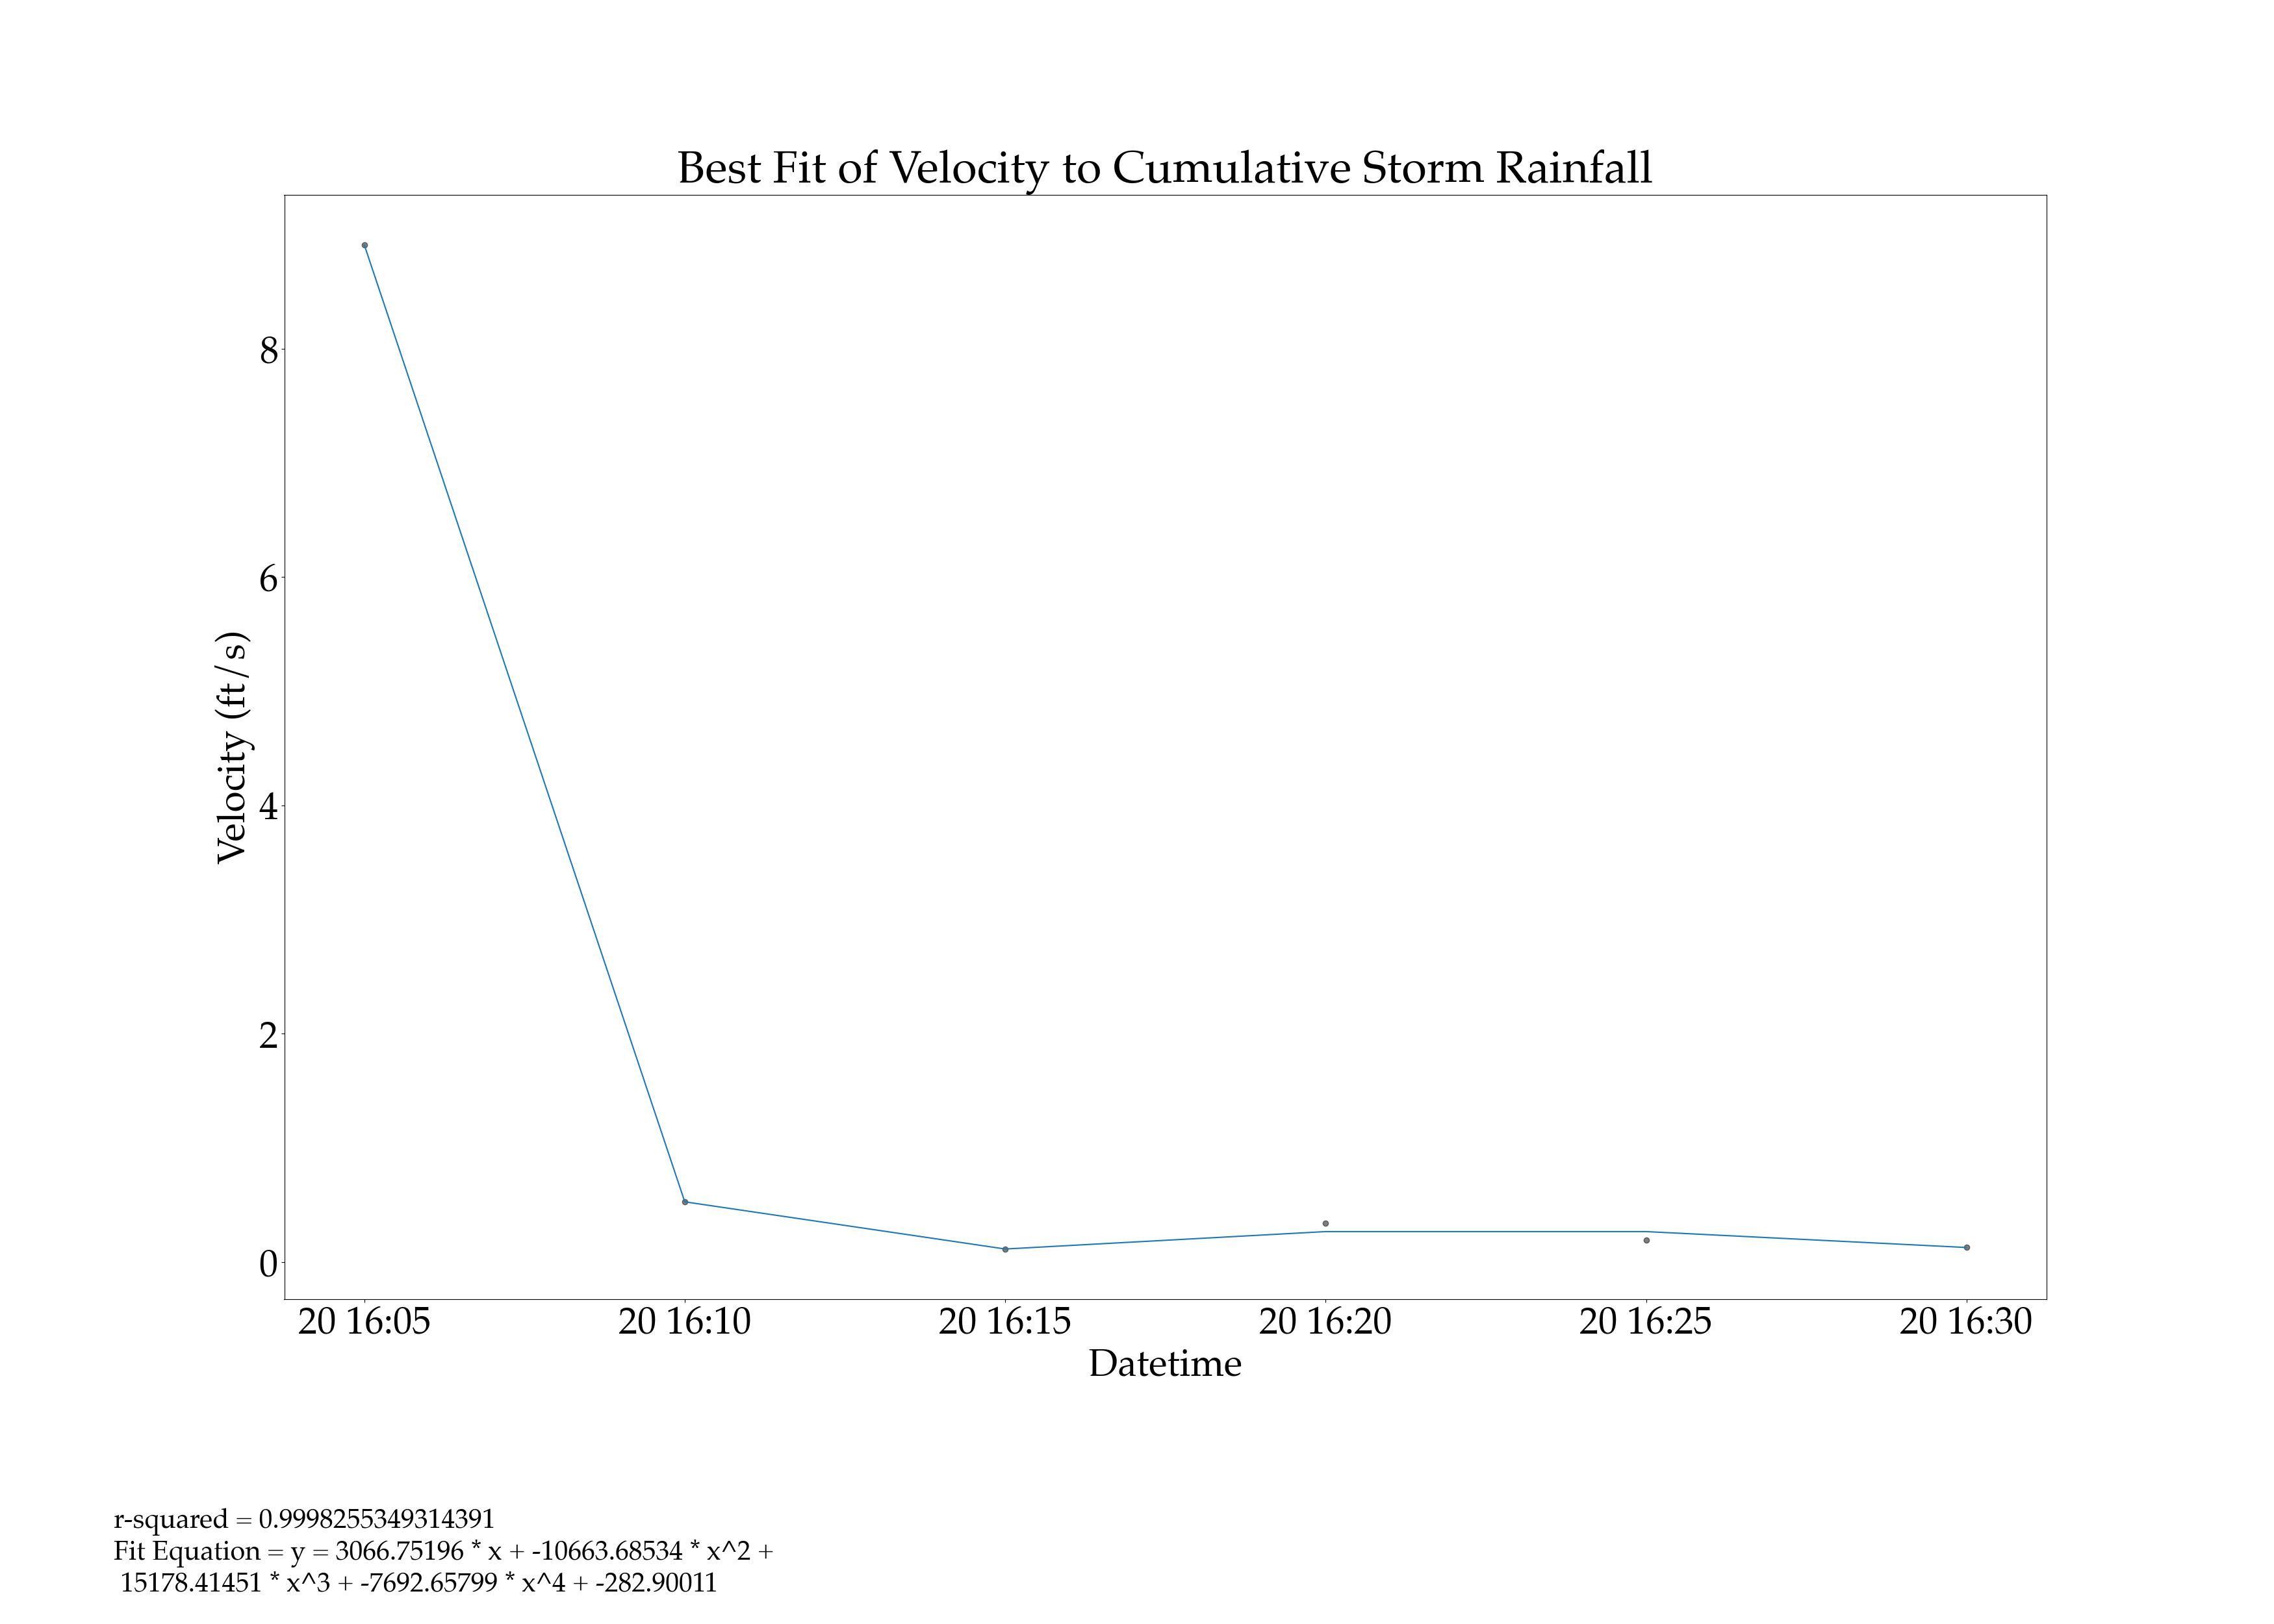 Best Fit of Velocity to Cumulative Storm Rainfall
8
6
4
2
0
Velocity (ft/s)
20 16:05 20 16:10 20 16:15 20 16:20 20 16:25 20 16:30
Datetime
r-squared = 0.9998255349314391
Fit Equation = y = 3066.75196 * x + -10663.68534 * x^2 +
15178.41451 * x^3 + -7692.65799 * x^4 + -282.90011